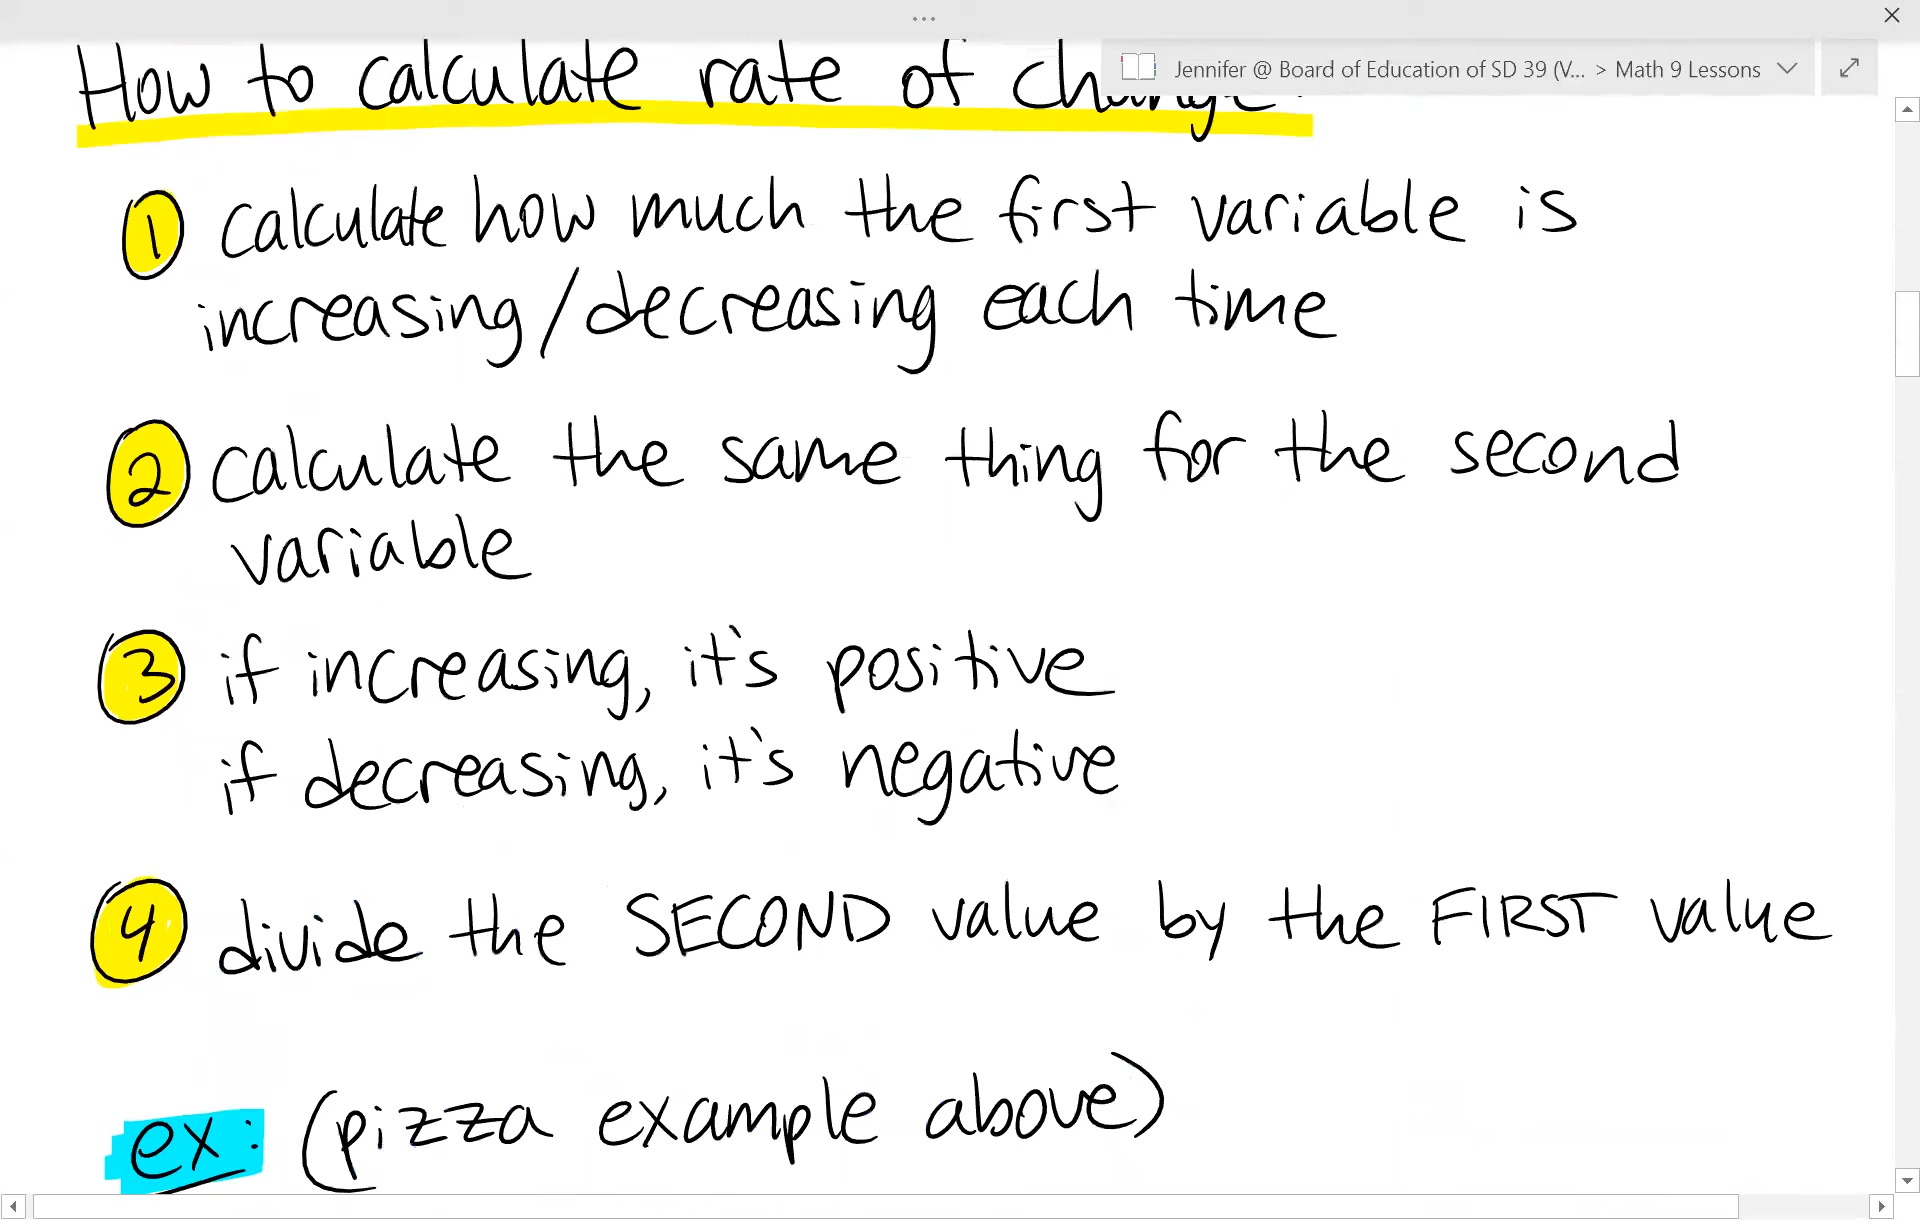 ...
Jennifer @ Board of Education of SD 39 (V... > Math 9 Lessons
How to calculate rate of change:
1 calculate how much the first variable is
increasing/decreasing each time
2 calculate the same thing for the second
variable
3 if increasing, it's positive
if decreasing, it's negative
4 divide the SECOND value by the FIRST value
ex: (pizza example above)